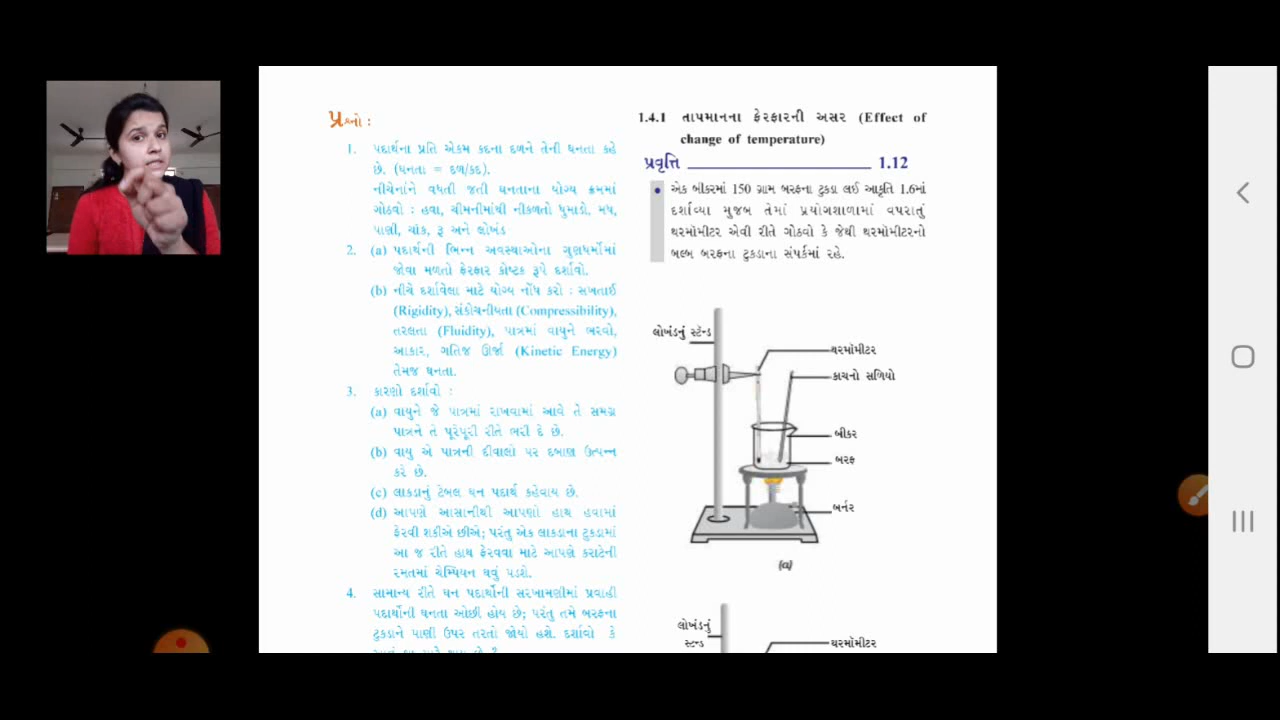 પ્રશ્નો :
1. પદાર્થના પ્રતિ એકમ કદના દળને તેની ઘનતા કહે
છે. (ઘનતા = દળ/કદ).
નીચેનાંને વધતી જતી ઘનતાના યોગ્ય ક્રમમાં
ગોઠવો : હવા, ચીમનીમાંથી નીકળતો ધુમાડો, મધ,
પાણી, ચૉક, રૂ અને લોખંડ
2. (a) પદાર્થની ભિન્ન અવસ્થાઓના ગુણધર્મોમાં
જોવા મળતો ફેરફાર કોષ્ટક રૂપે દર્શાવો.
(b) નીચે દર્શાવેલા માટે યોગ્ય નોંધ કરો : સખતાઈ
(Rigidity), સંકોચનીયતા (Compressibility),
તરલતા (Fluidity), પાત્રમાં વાયુને ભરવો,
આકાર, ગતિજ ઊર્જા (Kinetic Energy)
તેમજ ઘનતા.
3. કારણો દર્શાવો :
(a) વાયુને જે પાત્રમાં રાખવામાં આવે તે સમગ્ર
પાત્રને તે પૂરેપૂરી રીતે ભરી દે છે.
(b) વાયુ એ પાત્રની દીવાલો પર દબાણ ઉત્પન્ન
કરે છે.
(c) લાકડાનું ટેબલ ઘન પદાર્થ કહેવાય છે.
(d) આપણે આસાનીથી આપણો હાથ હવામાં
ફેરવી શકીએ છીએ; પરંતુ એક લાકડાના ટુકડામાં
આ જ રીતે હાથ ફેરવવા માટે આપણે કરાટેની
રમતમાં ચૅમ્પિયન થવું પડશે.
4. સામાન્ય રીતે ઘન પદાર્થોની સરખામણીમાં પ્રવાહી
પદાર્થોની ઘનતા ઓછી હોય છે; પરંતુ તમે બરફના
ટુકડાને પાણી ઉપર તરતો જોયો હશે. દર્શાવો કે
1.4.1 તાપમાનના ફેરફારની અસર (Effect of
change of temperature)
પ્રવૃત્તિ 1.12
• એક બીકરમાં 150 ગ્રામ બરફના ટુકડા લઈ આકૃતિ 1.6માં
દર્શાવ્યા મુજબ તેમાં પ્રયોગશાળામાં વપરાતું
થરમૉમીટર એવી રીતે ગોઠવો કે જેથી થરમૉમીટરનો
બલ્બ બરફના ટુકડાના સંપર્કમાં રહે.
લોખંડનું સ્ટૅન્ડ
થરમૉમીટર
કાચનો સળિયો
બીકર
બરફ
બર્નર
(a)
લોખંડનું
સ્ટૅન્ડ
થરમૉમીટર